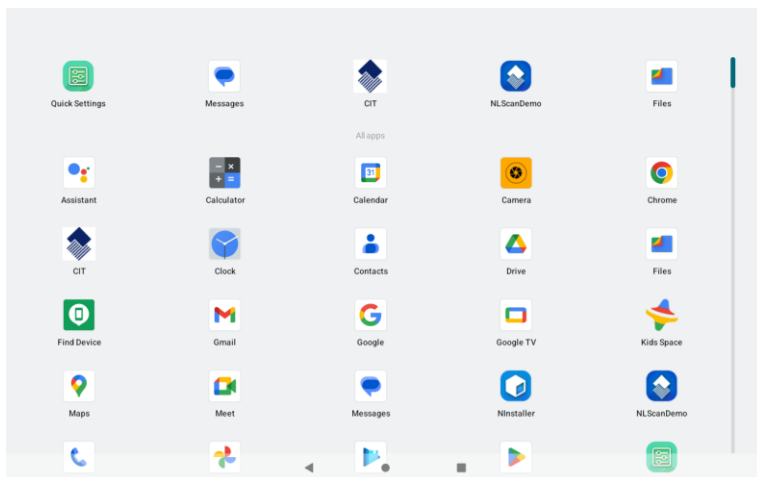 Quick Settings
Messages
CIT
NLScanDemo
Files
All apps
Assistant
Calculator
31
Calendar
Camera
Chrome
CIT
Clock
Contacts
Drive
Files
Find Device
Gmail
Google
Google TV
Kids Space
Maps
Meet
Messages
NInstaller
NLScanDemo